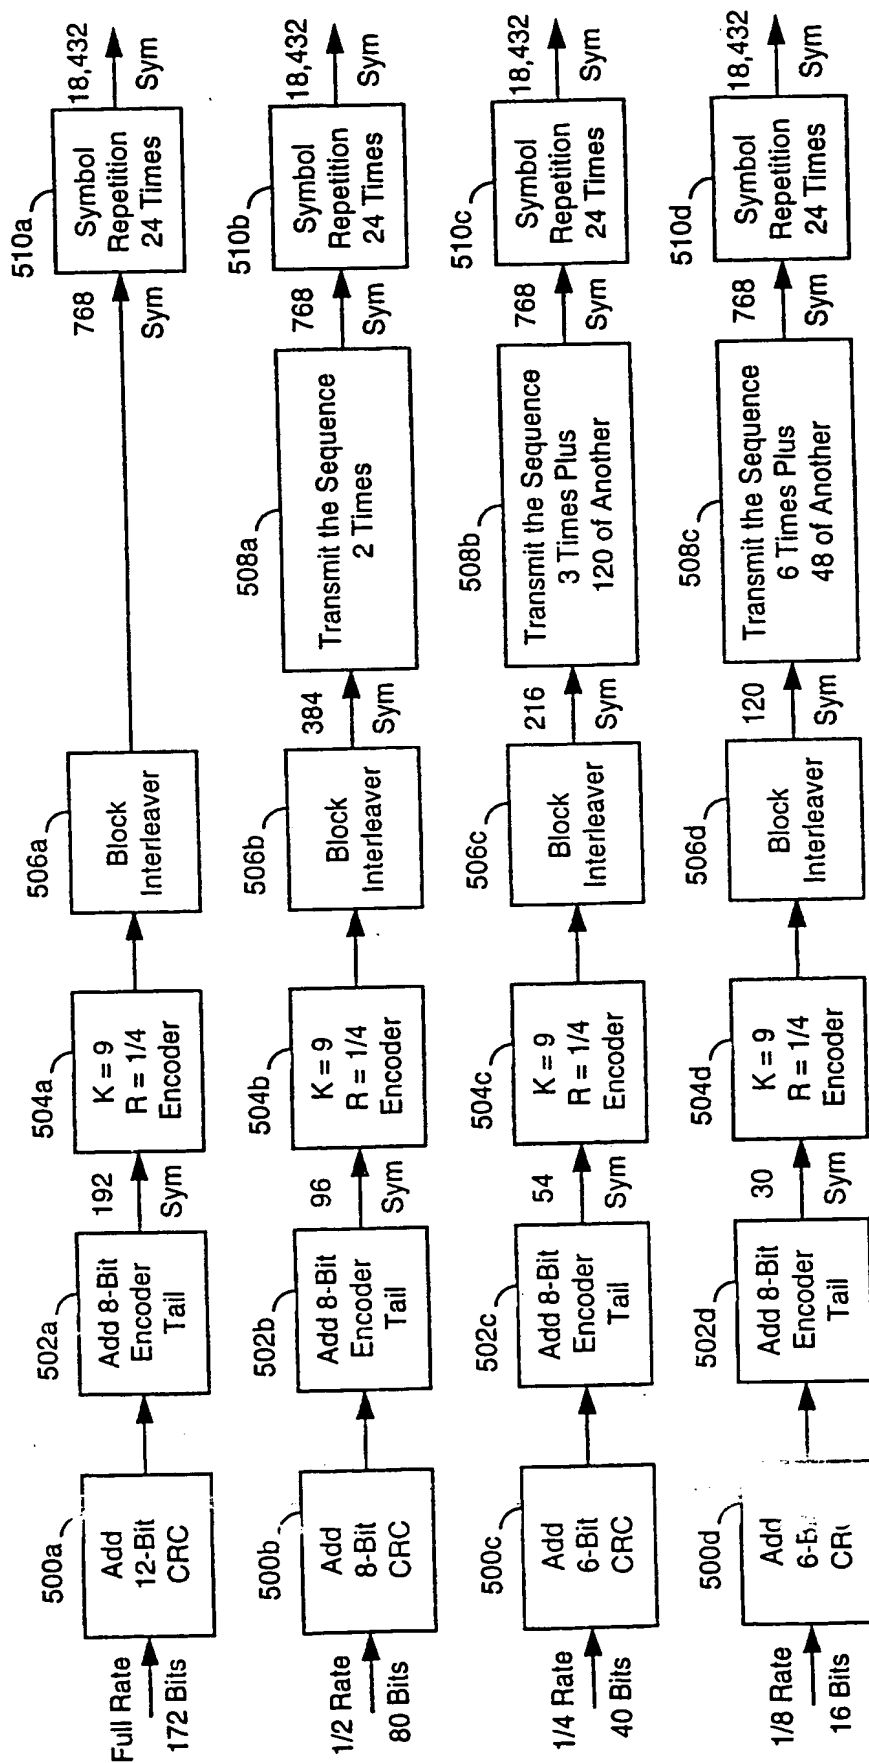 Full Rate
172 Bits
500a
Add
12-Bit
CRC
502a
Add 8-Bit
Encoder
Tail
192
Sym
504a
K = 9
R = 1/4
Encoder
506a
Block
Interleaver
768
Sym
510a
Symbol
Repetition
24 Times
18,432
Sym
1/2 Rate
80 Bits
500b
Add
8-Bit
CRC
502b
Add 8-Bit
Encoder
Tail
96
Sym
504b
K = 9
R = 1/4
Encoder
506b
Block
Interleaver
384
Sym
508a
Transmit the Sequence
2 Times
768
Sym
510b
Symbol
Repetition
24 Times
18,432
Sym
1/4 Rate
40 Bits
500c
Add
6-Bit
CRC
502c
Add 8-Bit
Encoder
Tail
54
Sym
504c
K = 9
R = 1/4
Encoder
506c
Block
Interleaver
216
Sym
508b
Transmit the Sequence
3 Times Plus
120 of Another
768
Sym
510c
Symbol
Repetition
24 Times
18,432
Sym
1/8 Rate
16 Bits
500d
Add
6-Bit
CRC
502d
Add 8-Bit
Encoder
Tail
30
Sym
504d
K = 9
R = 1/4
Encoder
506d
Block
Interleaver
120
Sym
508c
Transmit the Sequence
6 Times Plus
48 of Another
768
Sym
510d
Symbol
Repetition
24 Times
18,432
Sym